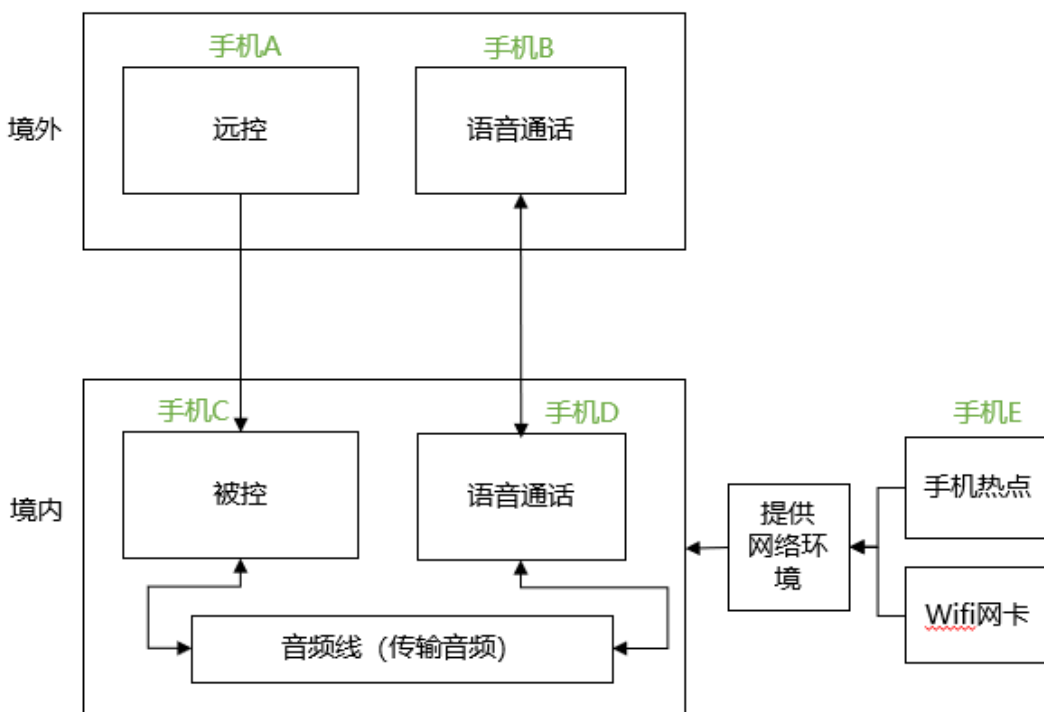 手机A
手机B
境外
远控
语音通话
手机C
手机D
手机E
境内
被控
语音通话
提供
网络环
境
手机热点
Wifi网卡
音频线（传输音频）